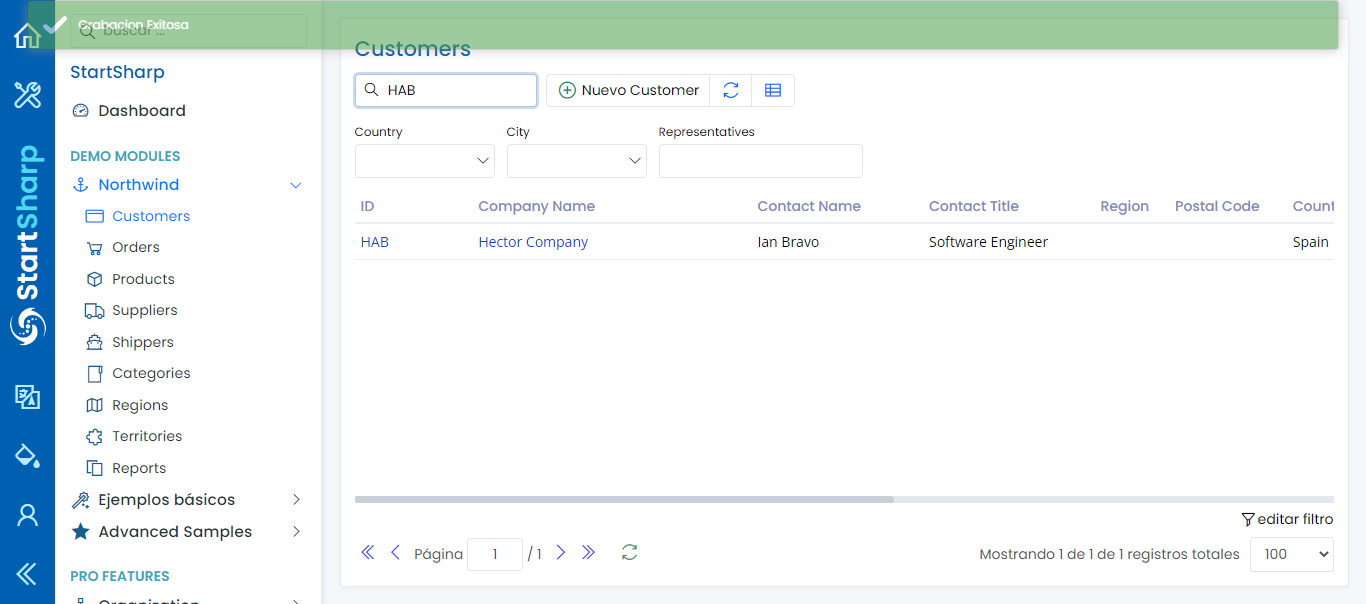 Grabacion Exitosa
buscar ...
StartSharp
StartSharp
Dashboard
DEMO MODULES
Northwind
Customers
Orders
Products
Suppliers
Shippers
Categories
Regions
Territories
Reports
Ejemplos básicos
Advanced Samples
PRO FEATURES
Organization
Customers
HAB
Nuevo Customer
Country
City
Representatives
ID Company Name Contact Name Contact Title Region Postal Code Count
HAB Hector Company Ian Bravo Software Engineer Spain
editar filtro
Página 1 / 1
Mostrando 1 de 1 de 1 registros totales 100